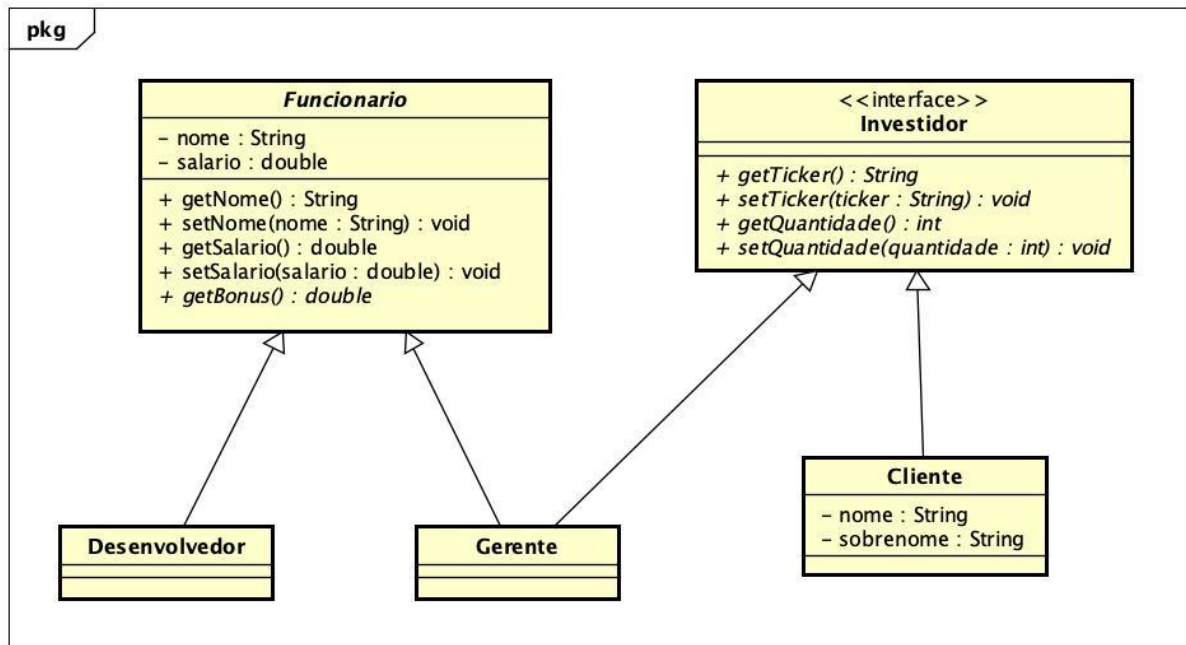 pkg
Funcionario
– nome : String
– salario : double
+ getNome() : String
+ setNome(nome : String) : void
+ getSalario() : double
+ setSalario(salario : double) : void
+ getBonus() : double
<<interface>>
Investidor
+ getTicker() : String
+ setTicker(ticker : String) : void
+ getQuantidade() : int
+ setQuantidade(quantidade : int) : void
Desenvolvedor
Gerente
Cliente
– nome : String
– sobrenome : String